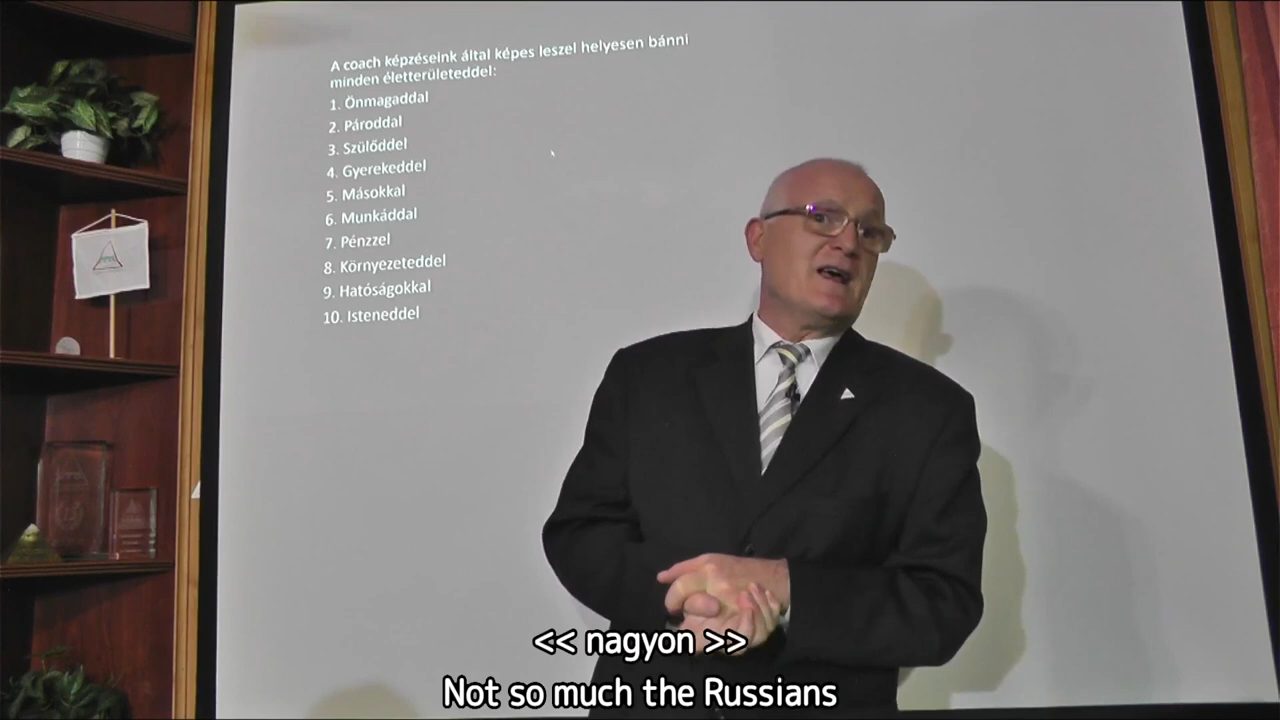 A coach képzéseink által képes leszel helyesen bánni
minden életterületeddel:
1. Önmagaddal
2. Pároddal
3. Szülőddel
4. Gyerekeddel
5. Másokkal
6. Munkáddal
7. Pénzzel
8. Környezeteddel
9. Hatóságokkal
10. Isteneddel
<< nagyon >>
Not so much the Russians